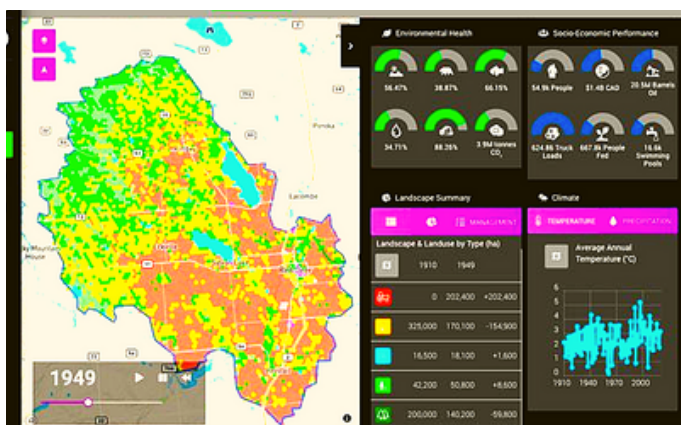 Environmental Health
56.47%
38.87%
66.15%
34.71%
88.26%
3.9M tonnes
CO2
Socio-Economic Performance
54.9k People
$1.4B CAD
20.5M Barrels
Oil
624.86 Truck
Loads
667.8k People
Fed
16.6k
Swimming
Pools
Ponoka
Lacombe
House
1949
Landscape Summary
MANAGEMENT
Landscape & Landuse by Type (ha)
1910 1949
0 202,400 +202,400
325,000 170,100 -154,900
16,500 18,100 +1,600
42,200 50,800 +8,600
200,000 140,200 -59,800
Climate
TEMPERATURE
PRECIPITATION
Average Annual
Temperature (°C)
6
5
4
3
2
1
0
1910 1940 1970 2000